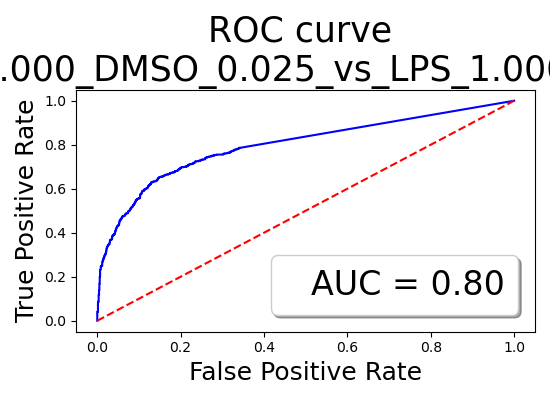 ROC curve
.000_DMSO_0.025_vs_LPS_1.000
True Positive Rate
1.0
0.8
0.6
0.4
0.2
0.0
AUC = 0.80
0.0 0.2 0.4 0.6 0.8 1.0
False Positive Rate